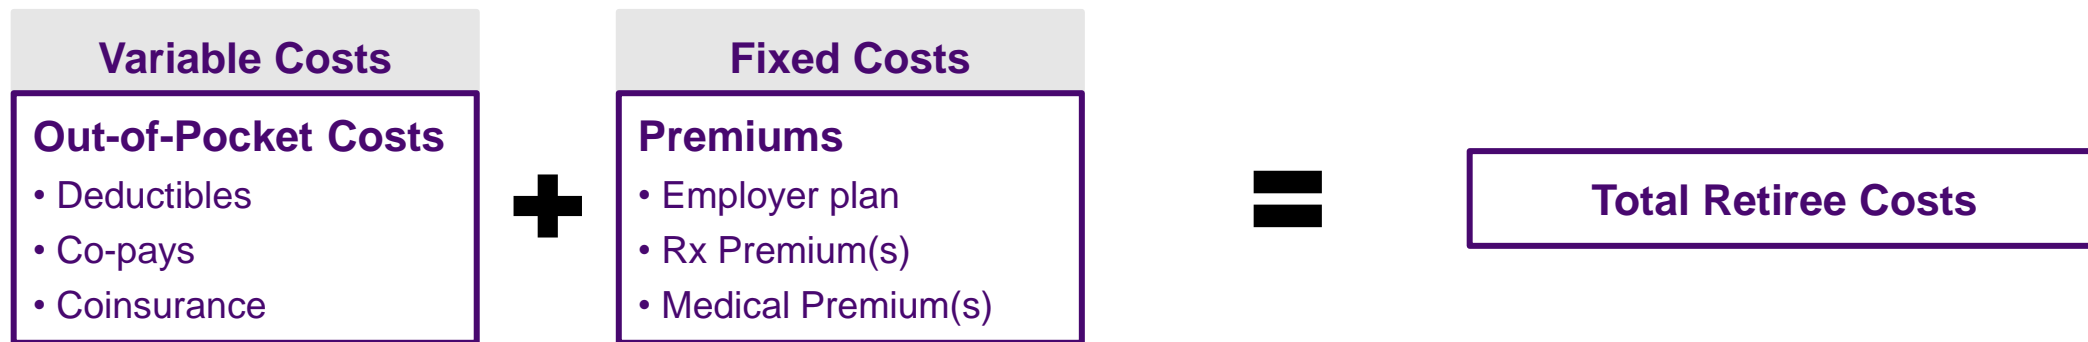 Variable Costs
Out-of-Pocket Costs
• Deductibles
• Co-pays
• Coinsurance
Fixed Costs
Premiums
• Employer plan
• Rx Premium(s)
• Medical Premium(s)
Total Retiree Costs